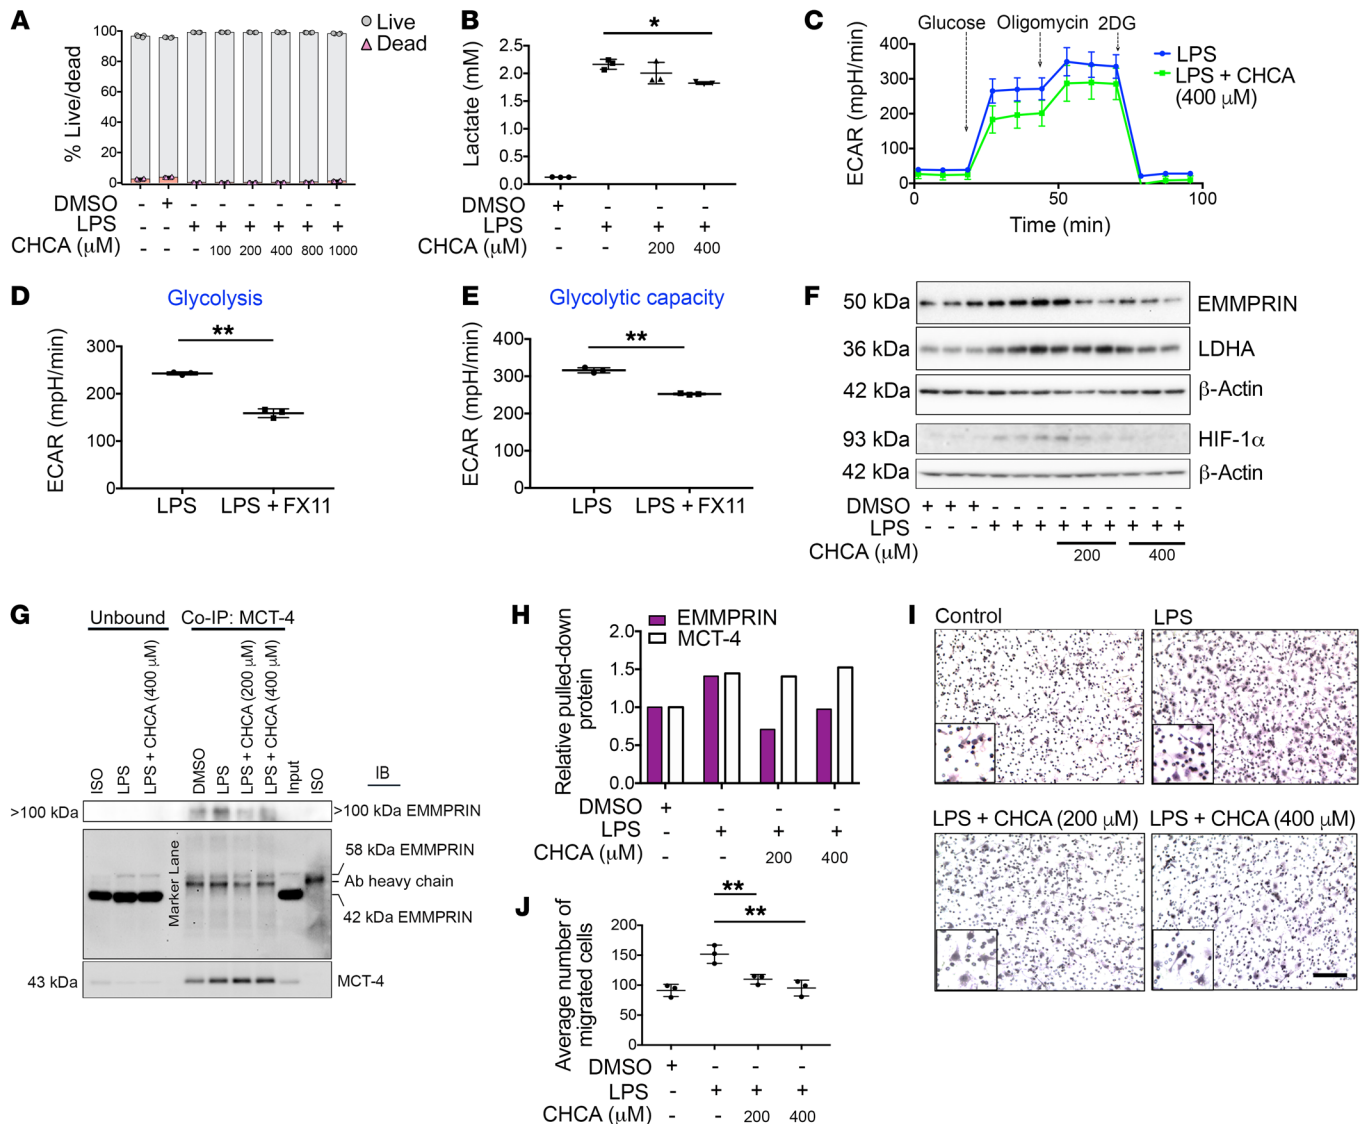 A
Live
Dead
% Live/dead
100
80
60
40
20
0
DMSO - + - - - - - -
LPS - - + + + + + +
CHCA (μM) - - - 100 200 400 800 1000
B
*
Lactate (mM)
2.5
2.0
1.5
1.0
0.5
0.0
DMSO + - - -
LPS - + + +
CHCA (μM) - - 200 400
C
Glucose Oligomycin 2DG
ECAR (mpH/min)
400
300
200
100
0
0 50 100
Time (min)
LPS
LPS + CHCA
(400 μM)
D
Glycolysis
**
ECAR (mpH/min)
300
200
100
0
LPS LPS + FX11
E
Glycolytic capacity
**
ECAR (mpH/min)
400
300
200
100
0
LPS LPS + FX11
F
50 kDa EMMPRIN
36 kDa LDHA
42 kDa β-Actin
93 kDa HIF-1α
42 kDa β-Actin
DMSO + + + - - - - - - - - -
LPS - - - + + + + + + + + +
CHCA (μM) 200 400
G
Unbound Co-IP: MCT-4
ISO
LPS
LPS + CHCA (400 μM)
DMSO
LPS
LPS + CHCA (200 μM)
LPS + CHCA (400 μM)
Input
ISO
IB
>100 kDa >100 kDa EMMPRIN
Marker Lane
58 kDa EMMPRIN
Ab heavy chain
42 kDa EMMPRIN
43 kDa MCT-4
H
EMMPRIN
MCT-4
Relative pulled-down
protein
2.0
1.5
1.0
0.5
0.0
DMSO + - - -
LPS - + + +
CHCA (μM) - - 200 400
I
Control LPS
LPS + CHCA (200 μM) LPS + CHCA (400 μM)
J
**
**
Average number of
migrated cells
200
150
100
50
0
DMSO + - - -
LPS - + + +
CHCA (μM) - - 200 400